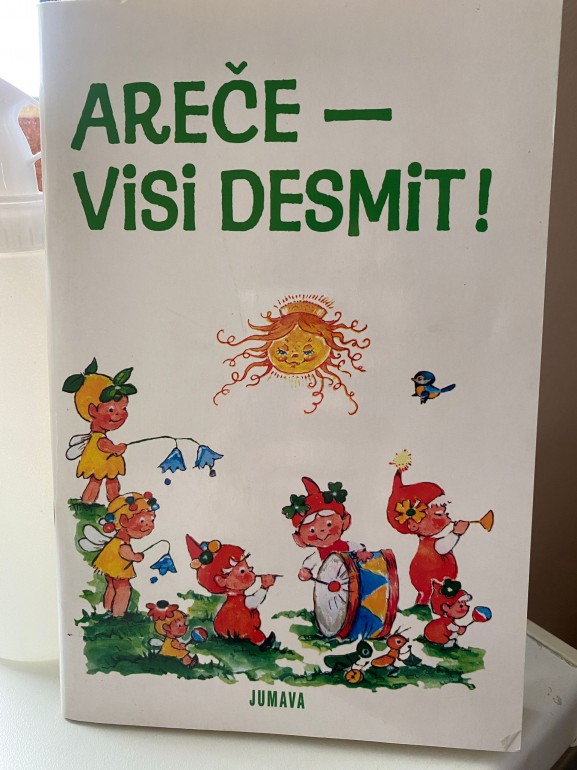 AREČE —
VISI DESMIT!
JUMAVA